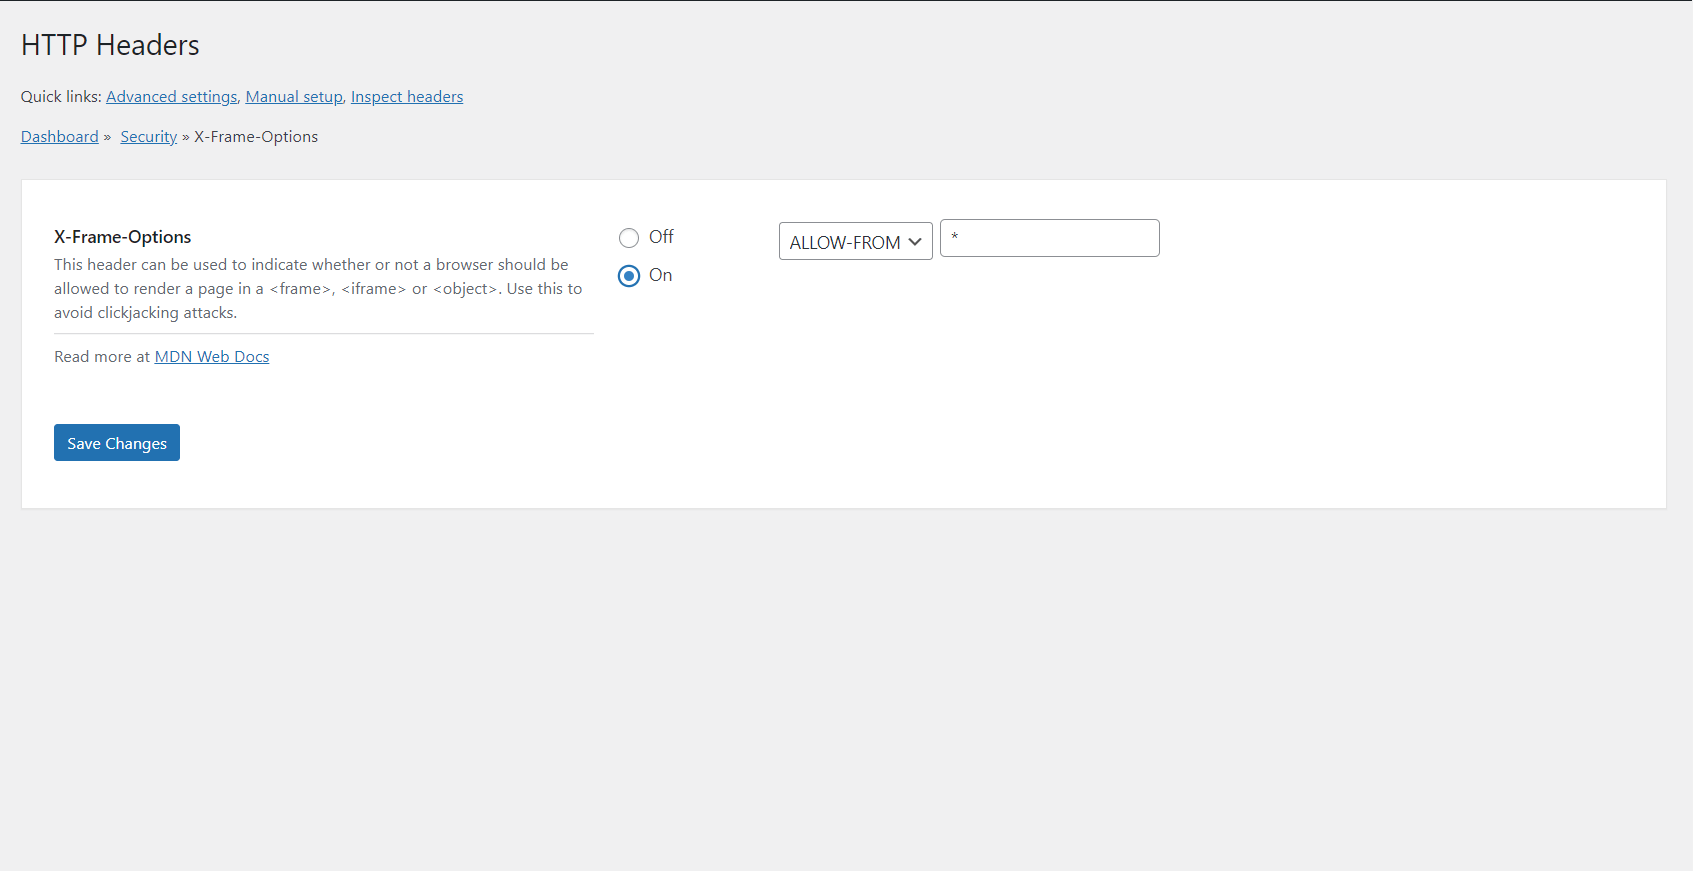 HTTP Headers
Quick links: Advanced settings, Manual setup, Inspect headers
Dashboard » Security » X-Frame-Options
X-Frame-Options
Off
ALLOW-FROM
*
This header can be used to indicate whether or not a browser should be
allowed to render a page in a <frame>, <iframe> or <object>. Use this to
avoid clickjacking attacks.
On
Read more at MDN Web Docs
Save Changes